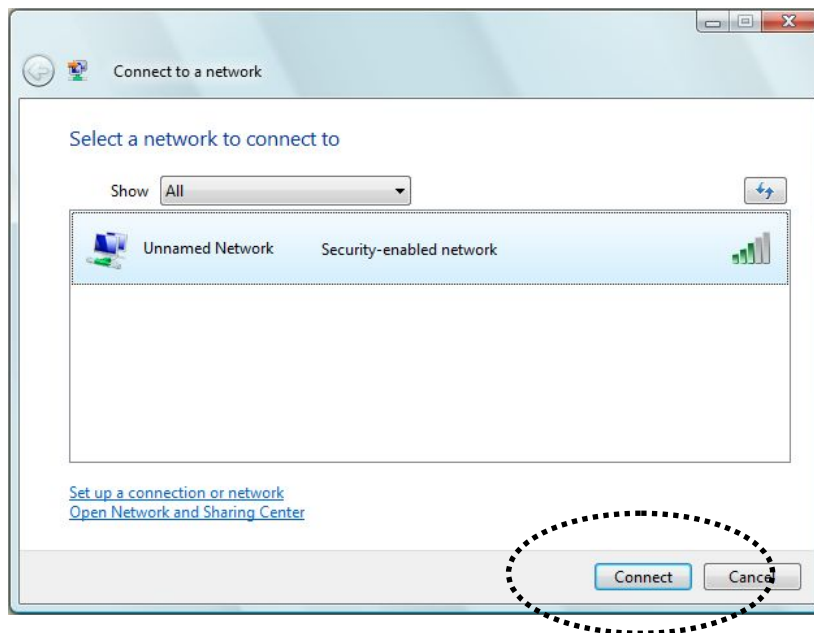 Connect to a network
Select a network to connect to
Show All
Unnamed Network Security-enabled network
Set up a connection or network
Open Network and Sharing Center
Connect Cancel